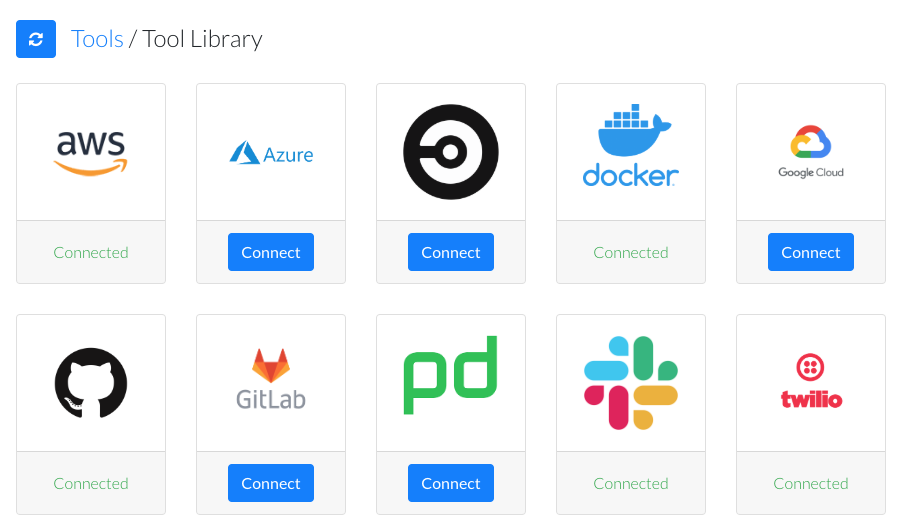 Tools / Tool Library
aws
Azure
docker
Google Cloud
Connected
Connect
Connect
Connected
Connect
GitLab
pd
twilio
Connected
Connect
Connect
Connected
Connected